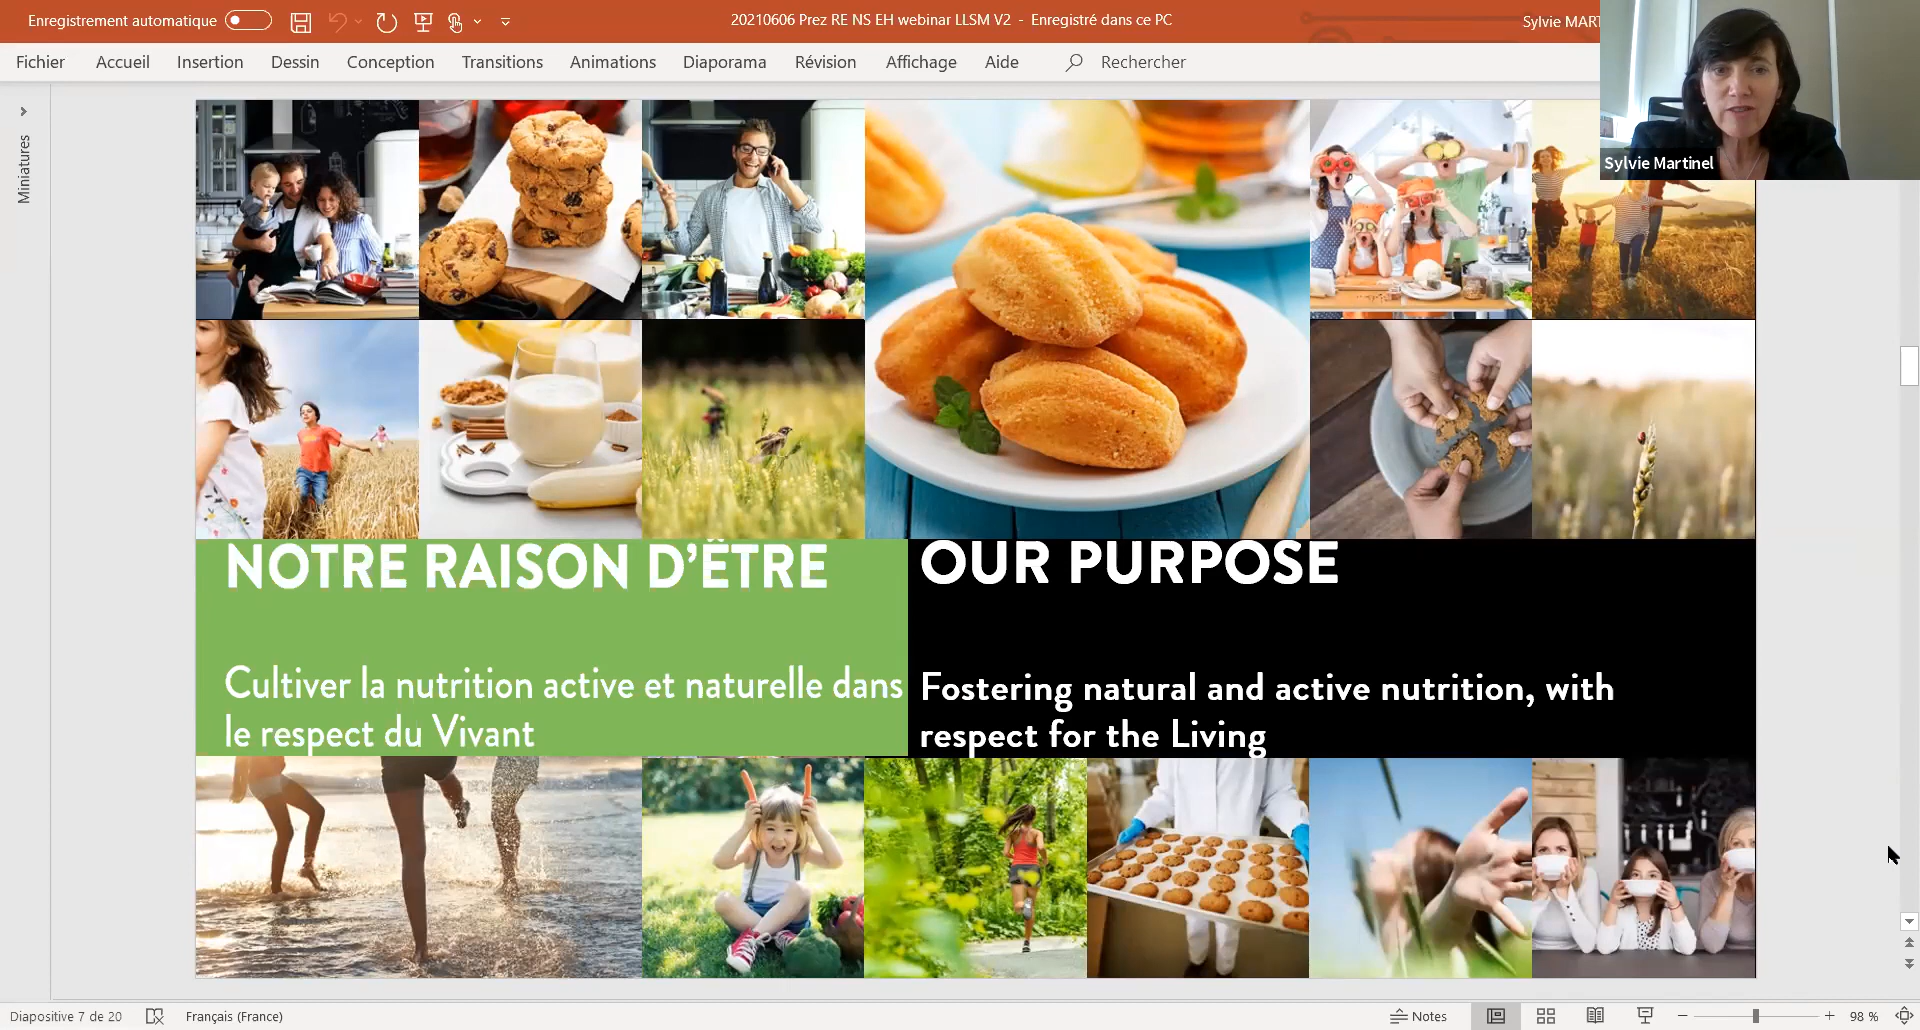 Enregistrement automatique
20210606 Prez RE NS EH webinar LLSM V2 - Enregistré dans ce PC
Sylvie MART
Fichier Accueil Insertion Dessin Conception Transitions Animations Diaporama Révision Affichage Aide Rechercher
Sylvie Martinel
Miniatures
NOTRE RAISON D’ÊTRE
Cultiver la nutrition active et naturelle dans
le respect du Vivant
OUR PURPOSE
Fostering natural and active nutrition, with
respect for the Living
Diapositive 7 de 20 Français (France) Notes 98 %